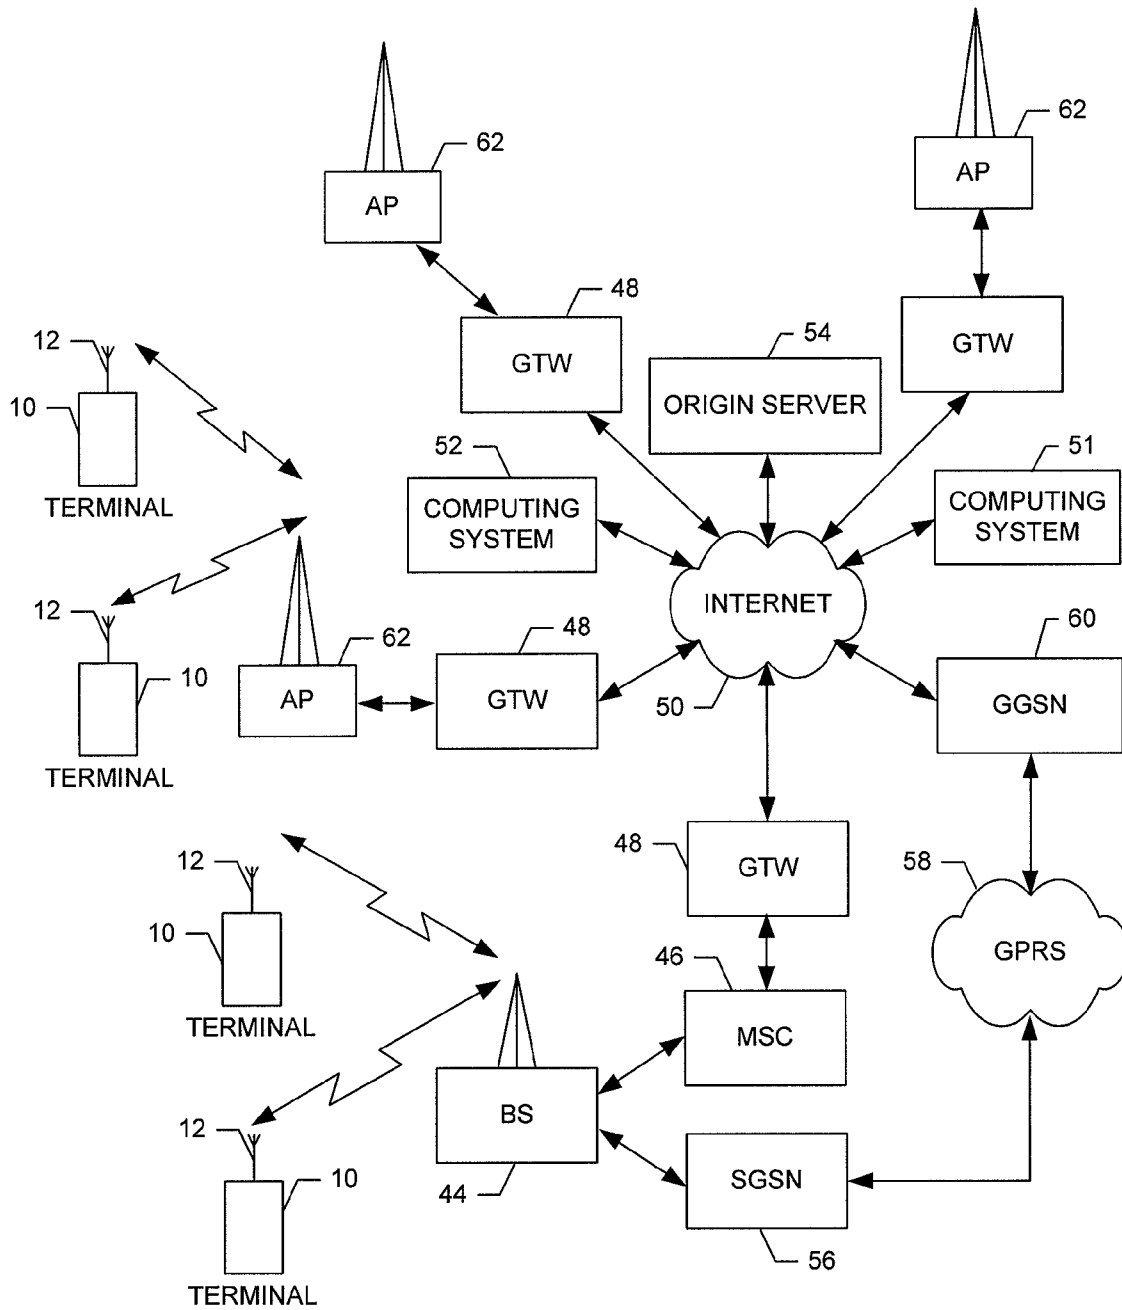 62
AP
62
AP
48
GTW
GTW
54
ORIGIN SERVER
12
10
TERMINAL
52
COMPUTING
SYSTEM
51
COMPUTING
SYSTEM
INTERNET
50
12
10
TERMINAL
62
AP
48
GTW
60
GGSN
48
GTW
58
GPRS
12
10
TERMINAL
46
MSC
BS
44
12
10
TERMINAL
SGSN
56